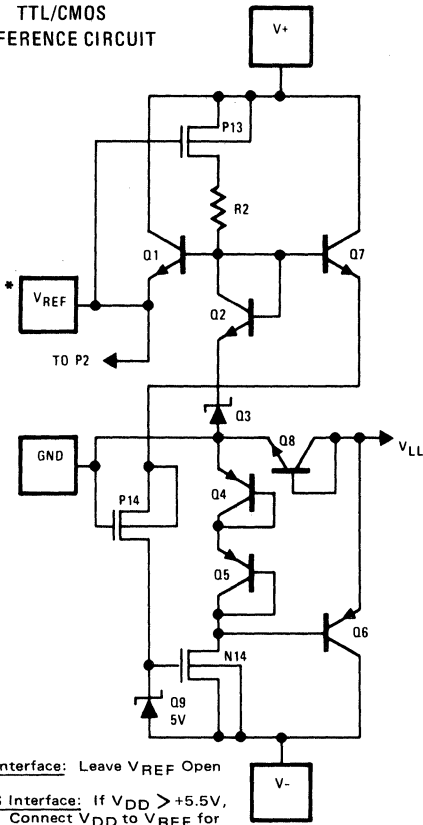 TTL/CMOS
FERENCE CIRCUIT
V+
P13
R2
Q1
Q7
*
VREF
Q2
TO P2
Q3
GND
Q8
VLL
P14
Q4
Q5
Q6
N14
Q9
5V
nterface: Leave VREF Open
S Interface: If VDD > +5.5V,
Connect VDD to VREF for
V-